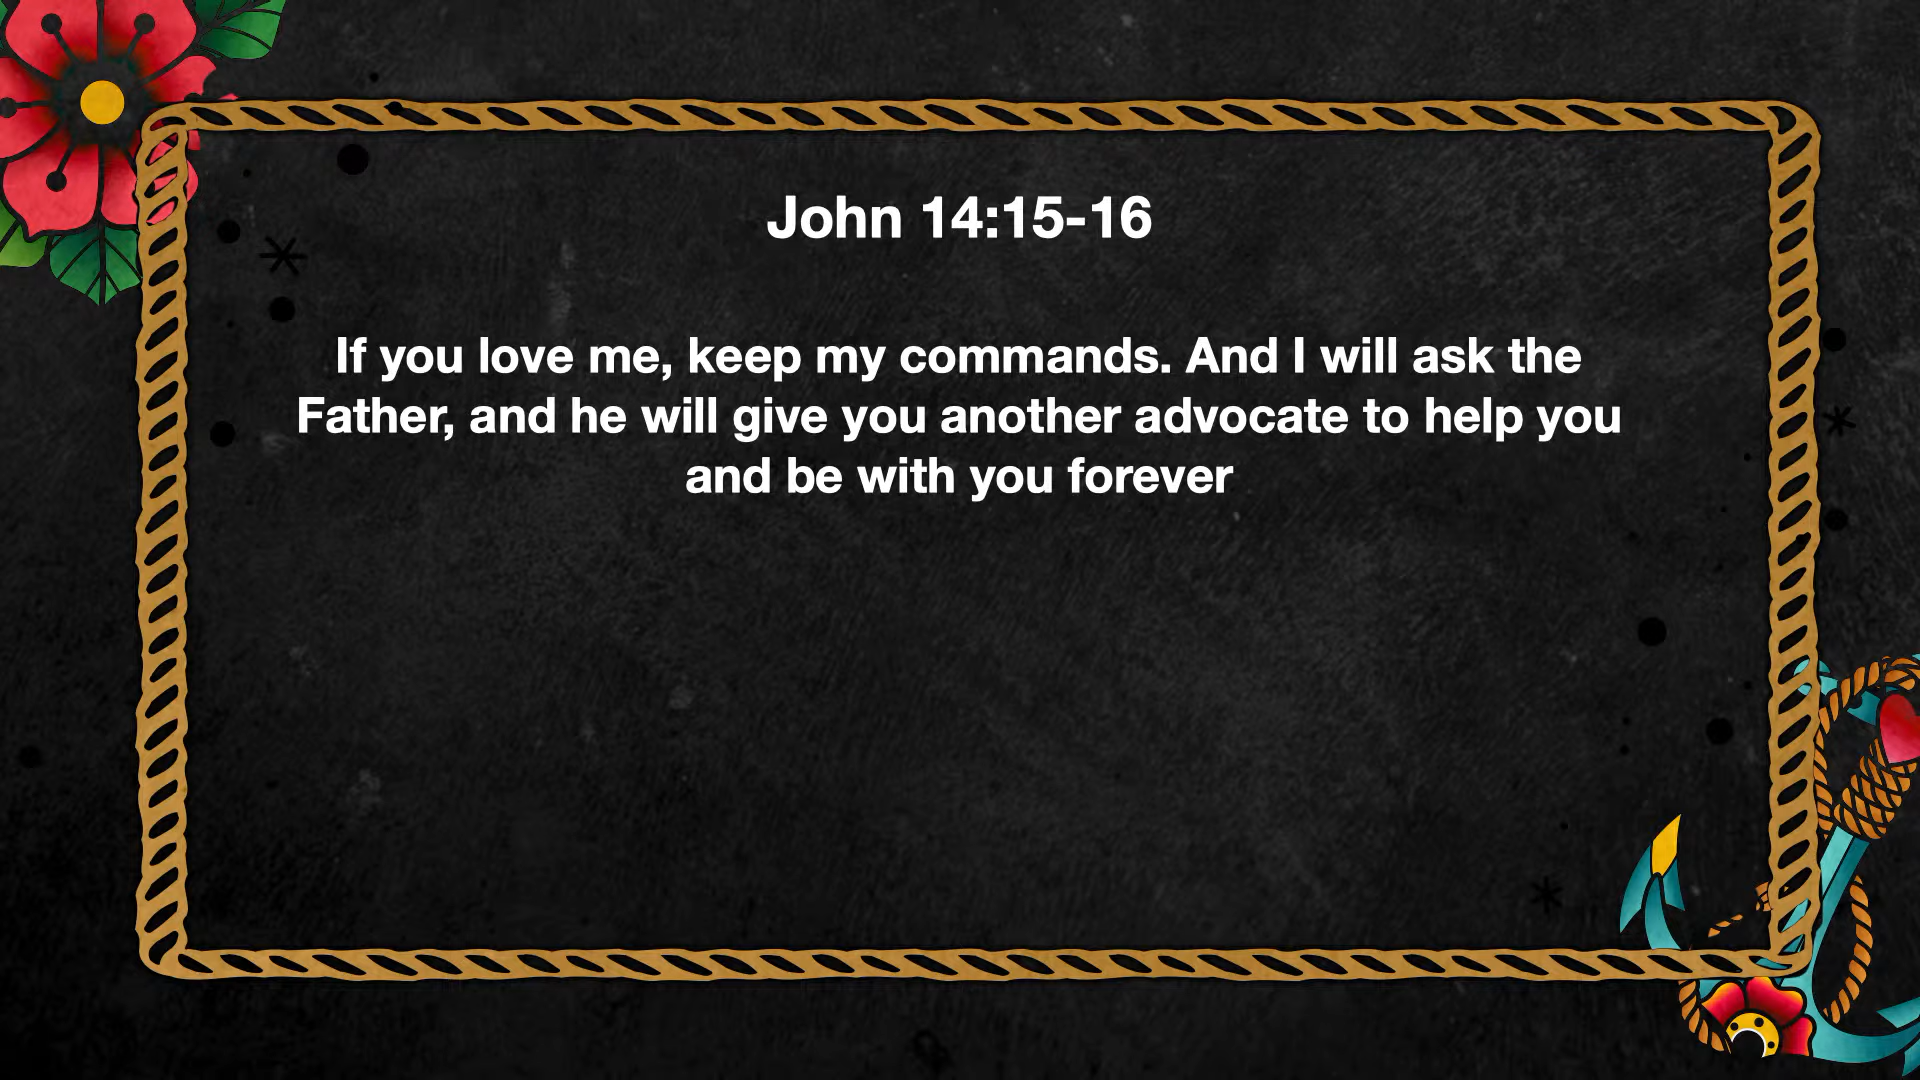 John 14:15-16
If you love me, keep my commands. And I will ask the
Father, and he will give you another advocate to help you
and be with you forever